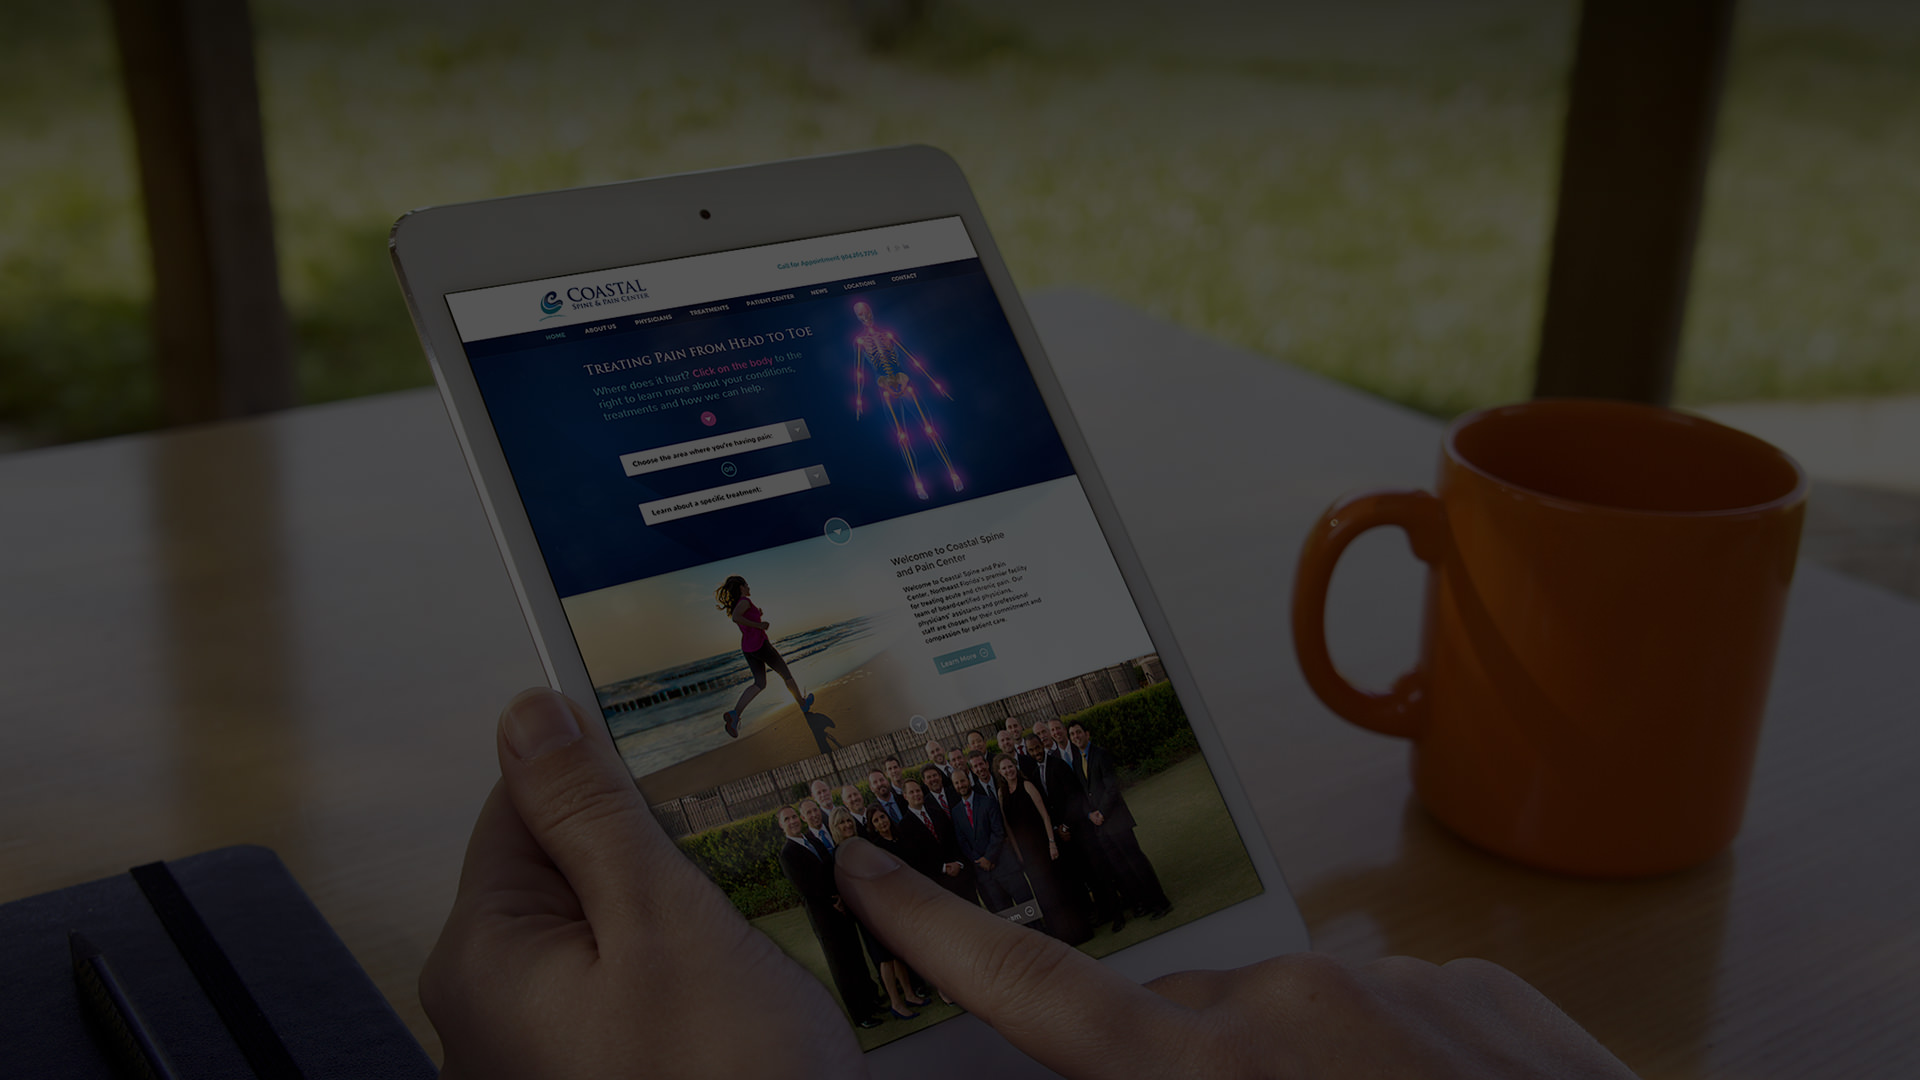 Call for Appointment 904.265.7755
COASTAL
SPINE & PAIN CENTER
HOME ABOUT US PHYSICIANS TREATMENTS PATIENT CENTER NEWS LOCATIONS CONTACT
TREATING PAIN FROM HEAD TO TOE
Where does it hurt? Click on the body to the
right to learn more about your conditions,
treatments and how we can help.
Choose the area where you're having pain:
OR
Learn about a specific treatment:
Welcome to Coastal Spine
and Pain Center
Welcome to Coastal Spine and Pain
Center, Northeast Florida's premier facility
for treating acute and chronic pain. Our
team of board-certified physicians,
physicians' assistants and professional
staff are chosen for their commitment and
compassion for patient care.
Learn More